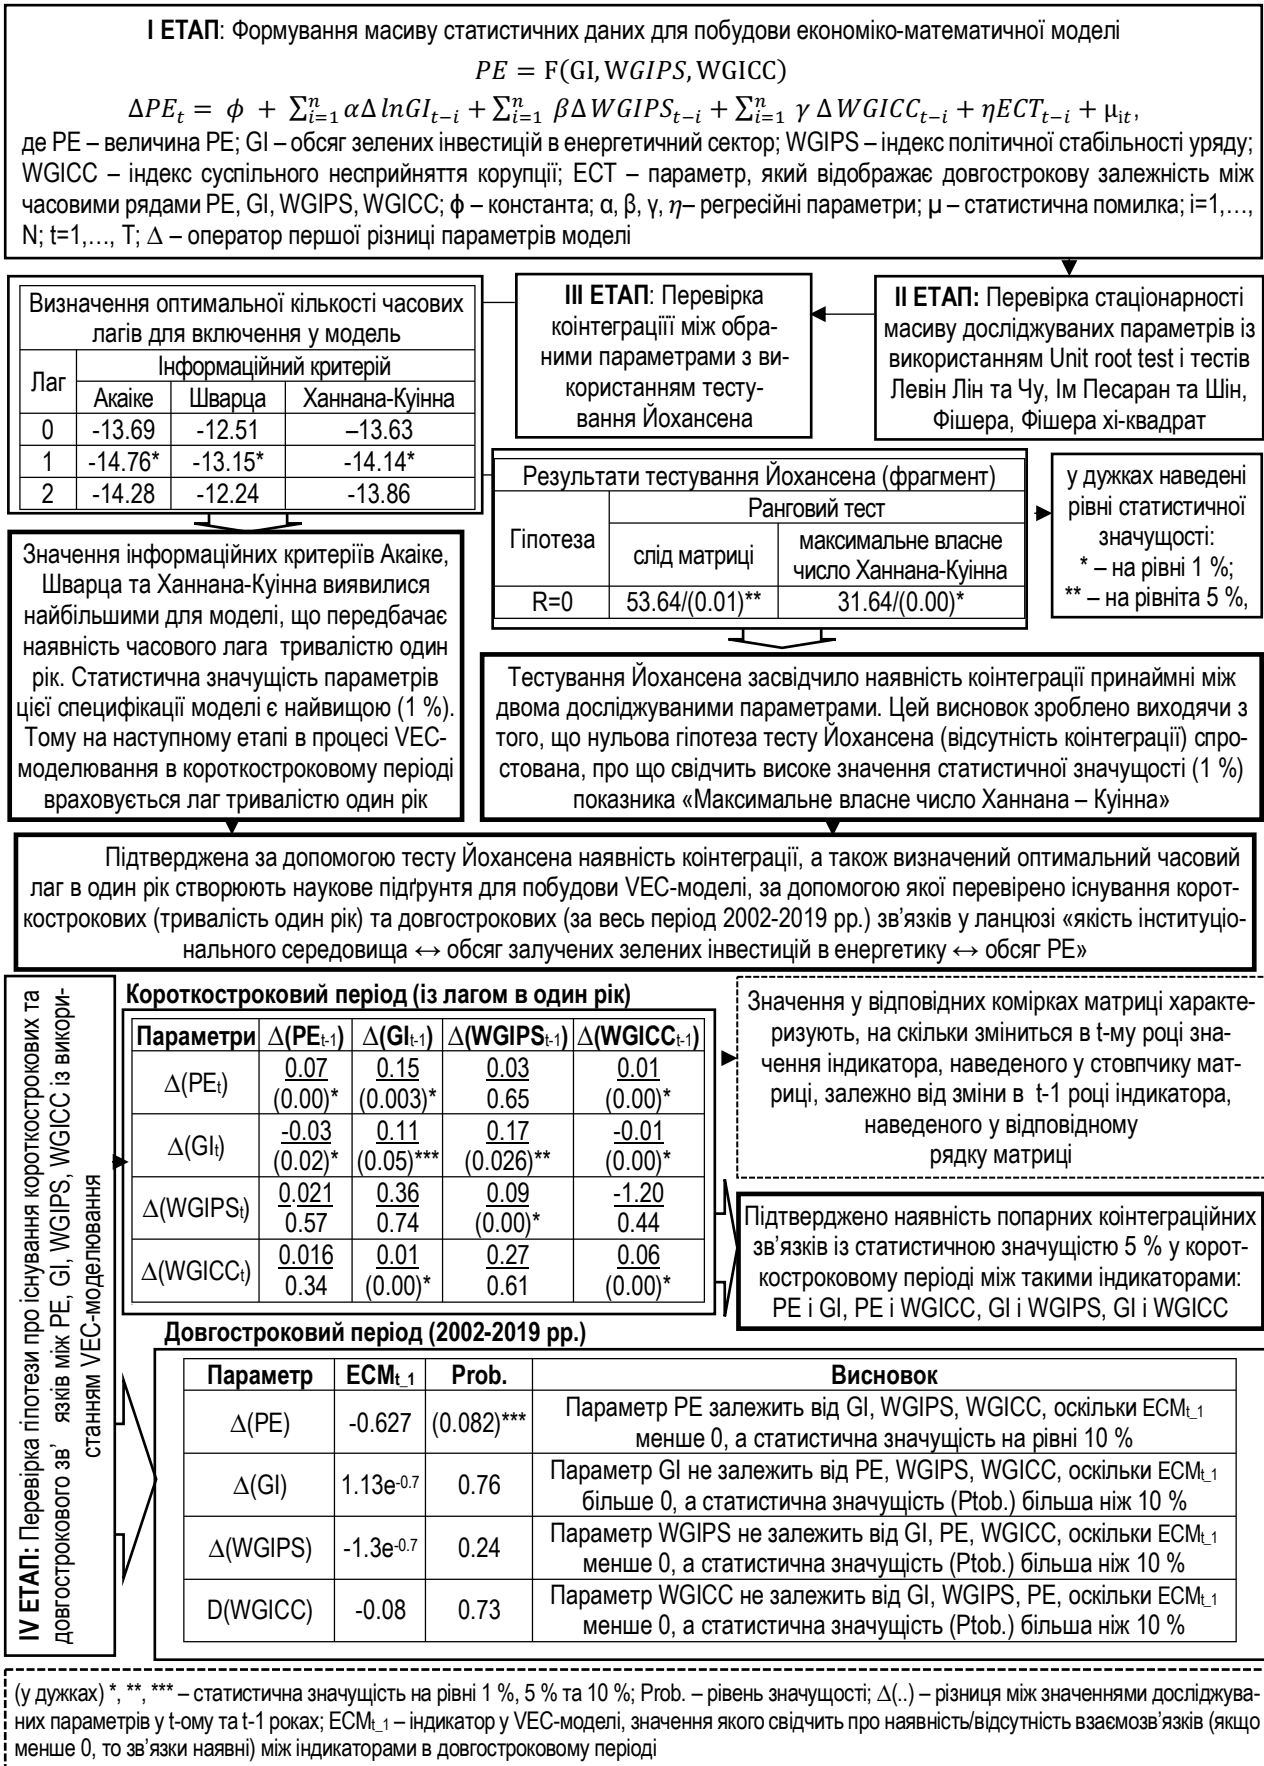 І ЕТАП: Формування масиву статистичних даних для побудови економіко-математичної моделі
PE = F(GI, WGIPS, WGICC)
ΔPE_t = ϕ + ∑_{i=1}^{n} αΔlnGI_{t−i} + ∑_{i=1}^{n} βΔWGIPS_{t−i} + ∑_{i=1}^{n} γ ΔWGICC_{t−i} + ηECT_{t−i} + μ_{it},
де PE – величина PE; GI – обсяг зелених інвестицій в енергетичний сектор; WGIPS – індекс політичної стабільності уряду;
WGICC – індекс суспільного несприйняття корупції; ECT – параметр, який відображає довгострокову залежність між
часовими рядами PE, GI, WGIPS, WGICC; ϕ – константа; α, β, γ, η– регресійні параметри; μ – статистична помилка; i=1,…,
N; t=1,…, T; Δ – оператор першої різниці параметрів моделі
ІІ ЕТАП: Перевірка стаціонарності
масиву досліджуваних параметрів із
використанням Unit root test і тестів
Левін Лін та Чу, Ім Песаран та Шін,
Фішера, Фішера хі-квадрат
ІІІ ЕТАП: Перевірка
коінтеграціїї між обра-
ними параметрами з ви-
користанням тесту-
вання Йохансена
Визначення оптимальної кількості часових
лагів для включення у модель
Лаг Інформаційний критерій
Акаіке Шварца Ханнана-Куінна
0 -13.69 -12.51 –13.63
1 -14.76* -13.15* -14.14*
2 -14.28 -12.24 -13.86
Результати тестування Йохансена (фрагмент)
Гіпотеза Ранговий тест
слід матриці максимальне власне
число Ханнана-Куінна
R=0 53.64/(0.01)** 31.64/(0.00)*
у дужках наведені
рівні статистичної
значущості:
* – на рівні 1 %;
** – на рівніта 5 %,
Значення інформаційних критеріїв Акаіке,
Шварца та Ханнана-Куінна виявилися
найбільшими для моделі, що передбачає
наявність часового лага тривалістю один
рік. Статистична значущість параметрів
цієї специфікації моделі є найвищою (1 %).
Тому на наступному етапі в процесі VEC-
моделювання в короткостроковому періоді
враховується лаг тривалістю один рік
Тестування Йохансена засвідчило наявність коінтеграції принаймні між
двома досліджуваними параметрами. Цей висновок зроблено виходячи з
того, що нульова гіпотеза тесту Йохансена (відсутність коінтеграції) спро-
стована, про що свідчить високе значення статистичної значущості (1 %)
показника «Максимальне власне число Ханнана – Куінна»
Підтверджена за допомогою тесту Йохансена наявність коінтеграції, а також визначений оптимальний часовий
лаг в один рік створюють наукове підґрунтя для побудови VEC-моделі, за допомогою якої перевірено існування корот-
кострокових (тривалість один рік) та довгострокових (за весь період 2002-2019 рр.) зв’язків у ланцюзі «якість інституціо-
нального середовища ↔ обсяг залучених зелених інвестицій в енергетику ↔ обсяг PE»
IV ЕТАП: Перевірка гіпотези про існування короткострокових та
довгострокового зв’ язків між PE, GI, WGIPS, WGICC із викори-
станням VEC-моделювання
Короткостроковий період (із лагом в один рік)
Параметри Δ(PEt-1) Δ(GIt-1) Δ(WGIPSt-1) Δ(WGICCt-1)
Δ(PEt) 0.07 0.15 0.03 0.01
(0.00)* (0.003)* 0.65 (0.00)*
Δ(GIt) -0.03 0.11 0.17 -0.01
(0.02)* (0.05)*** (0.026)** (0.00)*
Δ(WGIPSt) 0.021 0.36 0.09 -1.20
0.57 0.74 (0.00)* 0.44
Δ(WGICCt) 0.016 0.01 0.27 0.06
0.34 (0.00)* 0.61 (0.00)*
Значення у відповідних комірках матриці характе-
ризують, на скільки зміниться в t-му році зна-
чення індикатора, наведеного у стовпчику мат-
риці, залежно від зміни в t-1 році індикатора,
наведеного у відповідному
рядку матриці
Підтверджено наявність попарних коінтеграційних
зв’язків із статистичною значущістю 5 % у корот-
костроковому періоді між такими індикаторами:
PE і GI, PE і WGICC, GI і WGIPS, GI і WGICC
Довгостроковий період (2002-2019 рр.)
Параметр ECMt_1 Prob. Висновок
Δ(PE) -0.627 (0.082)*** Параметр PE залежить від GI, WGIPS, WGICC, оскільки ECMt_1
менше 0, а статистична значущість на рівні 10 %
Δ(GI) 1.13e-0.7 0.76 Параметр GI не залежить від PE, WGIPS, WGICC, оскільки ECMt_1
більше 0, а статистична значущість (Ptob.) більша ніж 10 %
Δ(WGIPS) -1.3e-0.7 0.24 Параметр WGIPS не залежить від GI, PE, WGICC, оскільки ECMt_1
менше 0, а статистична значущість (Ptob.) більша ніж 10 %
D(WGICC) -0.08 0.73 Параметр WGICC не залежить від GI, WGIPS, PE, оскільки ECMt_1
менше 0, а статистична значущість (Ptob.) більша ніж 10 %
(у дужках) *, **, *** – статистична значущість на рівні 1 %, 5 % та 10 %; Prob. – рівень значущості; Δ(..) – різниця між значеннями досліджува-
них параметрів у t-ому та t-1 роках; ECMt_1 – індикатор у VEC-моделі, значення якого свідчить про наявність/відсутність взаємозв’язків (якщо
менше 0, то зв’язки наявні) між індикаторами в довгостроковому періоді